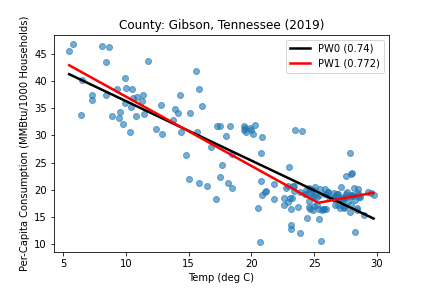 County: Gibson, Tennessee (2019)
PW0 (0.74)
PW1 (0.772)
Per-Capita Consumption (MMBtu/1000 Households)
45
40
35
30
25
20
15
10
5
10
15
20
25
30
Temp (deg C)